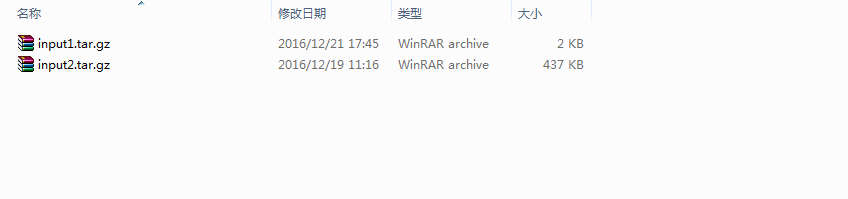 名称 修改日期 类型 大小
input1.tar.gz 2016/12/21 17:45 WinRAR archive 2 KB
input2.tar.gz 2016/12/19 11:16 WinRAR archive 437 KB